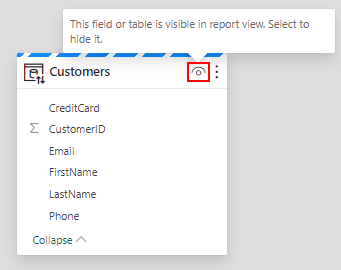 This field or table is visible in report view. Select to
hide it.
Customers
CreditCard
Σ CustomerID
Email
FirstName
LastName
Phone
Collapse